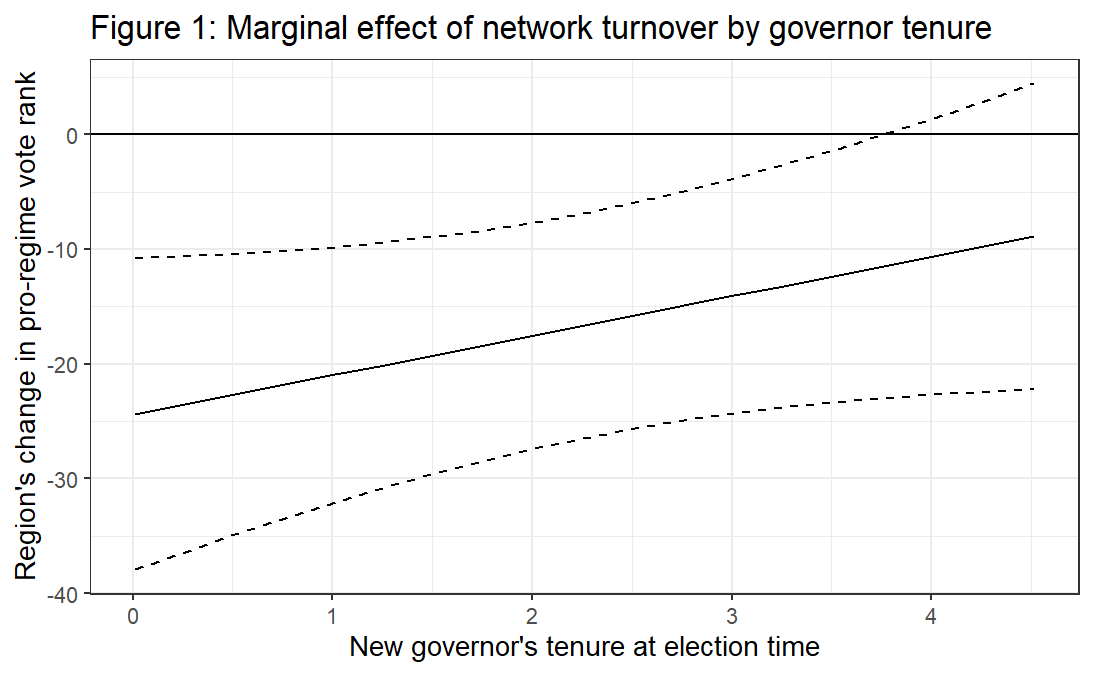 Figure 1: Marginal effect of network turnover by governor tenure
Region's change in pro-regime vote rank
0
-10
-20
-30
-40
0 1 2 3 4
New governor's tenure at election time